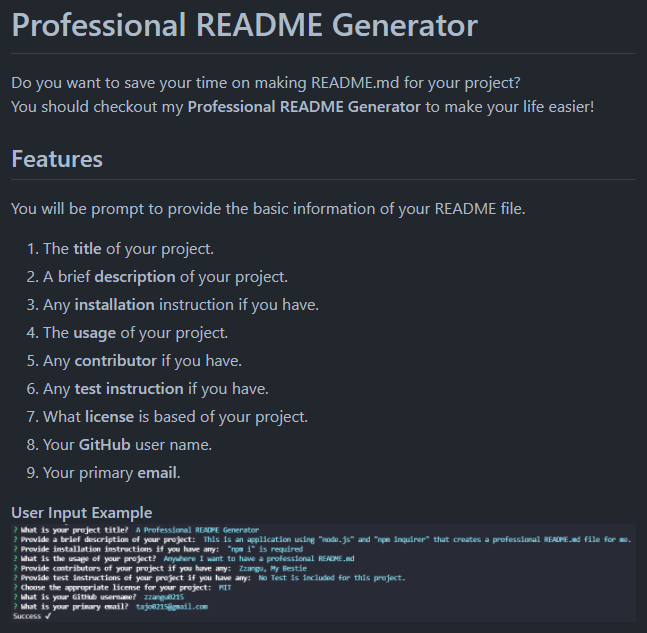 Professional README Generator
Do you want to save your time on making README.md for your project?
You should checkout my Professional README Generator to make your life easier!
Features
You will be prompt to provide the basic information of your README file.
1. The title of your project.
2. A brief description of your project.
3. Any installation instruction if you have.
4. The usage of your project.
5. Any contributor if you have.
6. Any test instruction if you have.
7. What license is based of your project.
8. Your GitHub user name.
9. Your primary email.
User Input Example
? What is your project title? A Professional README Generator
? Provide a brief description of your project: This is an application using "node.js" and "npm inquirer" that creates a professional README.md file for me.
? Provide installation instructions if you have any: "npm i" is required
? What is the usage of your project? Anywhere I want to have a professional README.md
? Provide contributors of your project if you have any: Zzangu, My Bestie
? Provide test instructions of your project if you have any: No Test is included for this project.
? Choose the appropriate license for your project: MIT
? What is your GitHub username? zzangu0215
? What is your primary email? tajo0215@gmail.com
Success ✓